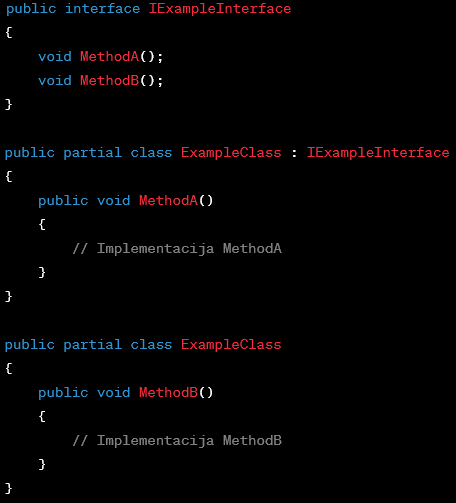 public interface IExampleInterface
{
    void MethodA();
    void MethodB();
}

public partial class ExampleClass : IExampleInterface
{
    public void MethodA()
    {
        // Implementacija MethodA
    }
}

public partial class ExampleClass
{
    public void MethodB()
    {
        // Implementacija MethodB
    }
}